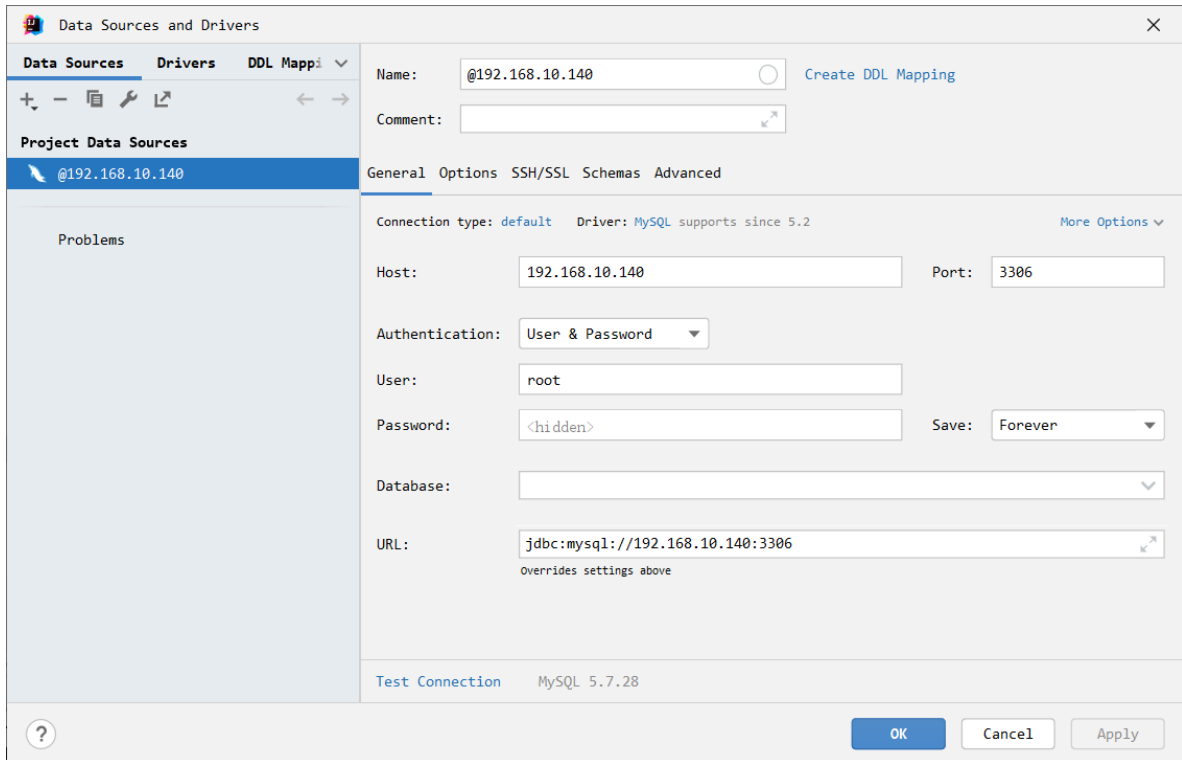 Data Sources and Drivers
Data Sources Drivers DDL Mappi
Project Data Sources
@192.168.10.140
Problems
Name: @192.168.10.140 Create DDL Mapping
Comment:
General Options SSH/SSL Schemas Advanced
Connection type: default Driver: MySQL supports since 5.2 More Options
Host: 192.168.10.140 Port: 3306
Authentication: User & Password
User: root
Password: <hidden> Save: Forever
Database:
URL: jdbc:mysql://192.168.10.140:3306
Overrides settings above
Test Connection MySQL 5.7.28
? OK Cancel Apply